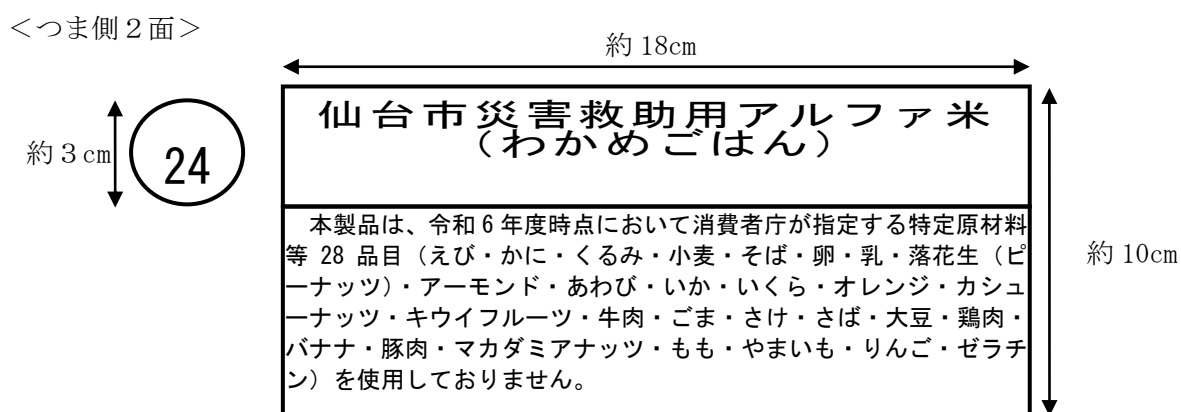 ＜つま側２面＞
約 18cm
仙台市災害救助用アルファ米
（わかめごはん）
約３cm
24
本製品は、令和６年度時点において消費者庁が指定する特定原材料
等 28 品目（えび・かに・くるみ・小麦・そば・卵・乳・落花生（ピ
ーナッツ）・アーモンド・あわび・いか・いくら・オレンジ・カシュ
ーナッツ・キウイフルーツ・牛肉・ごま・さけ・さば・大豆・鶏肉・
バナナ・豚肉・マカダミアナッツ・もも・やまいも・りんご・ゼラチ
ン）を使用しておりません。
約 10cm